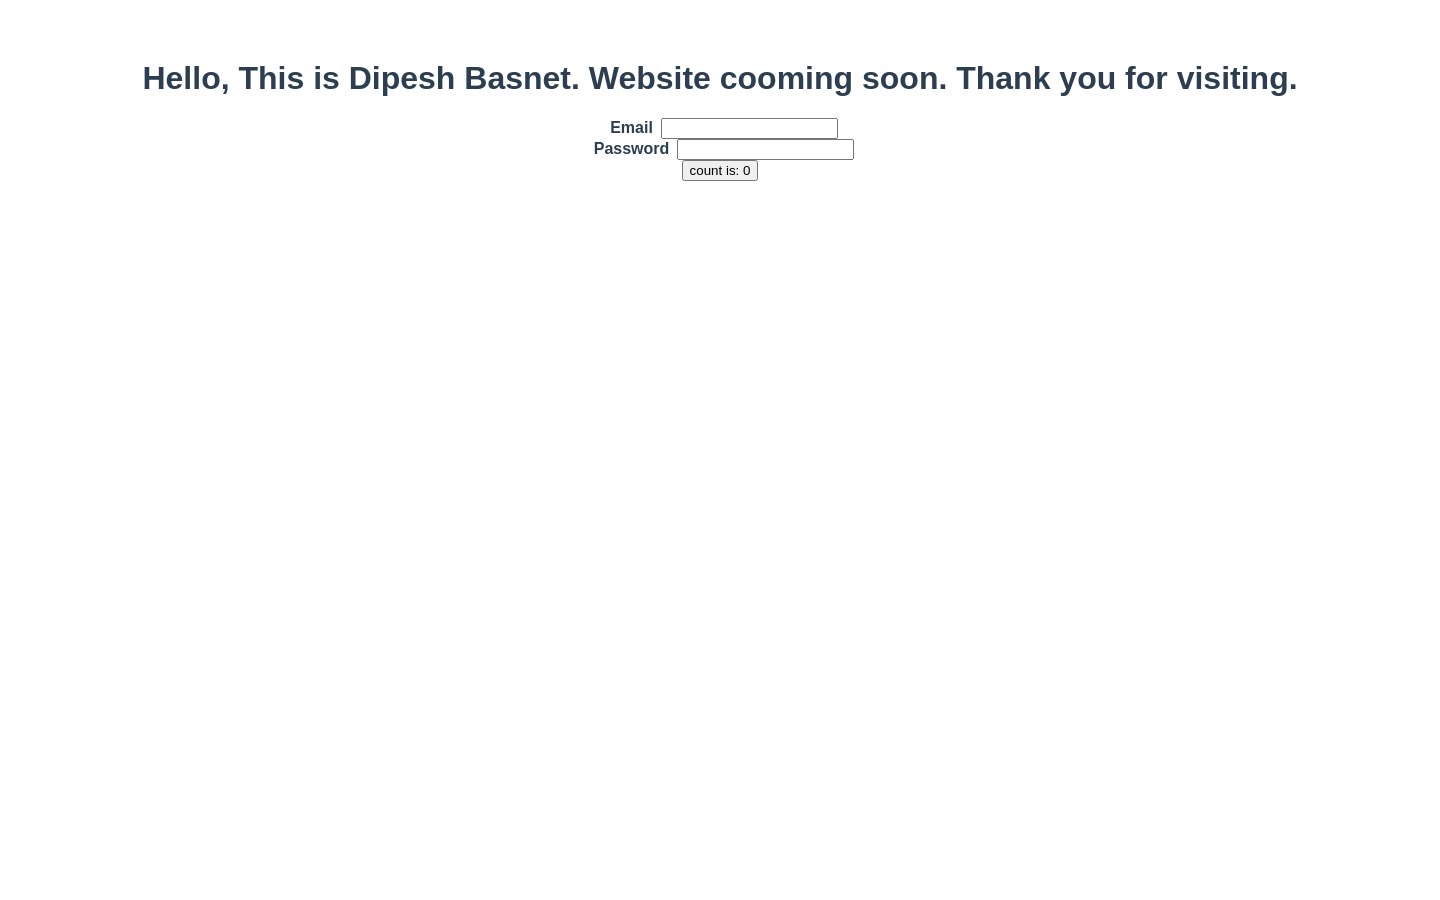 Hello, This is Dipesh Basnet. Website cooming soon. Thank you for visiting.
Email
Password
count is: 0